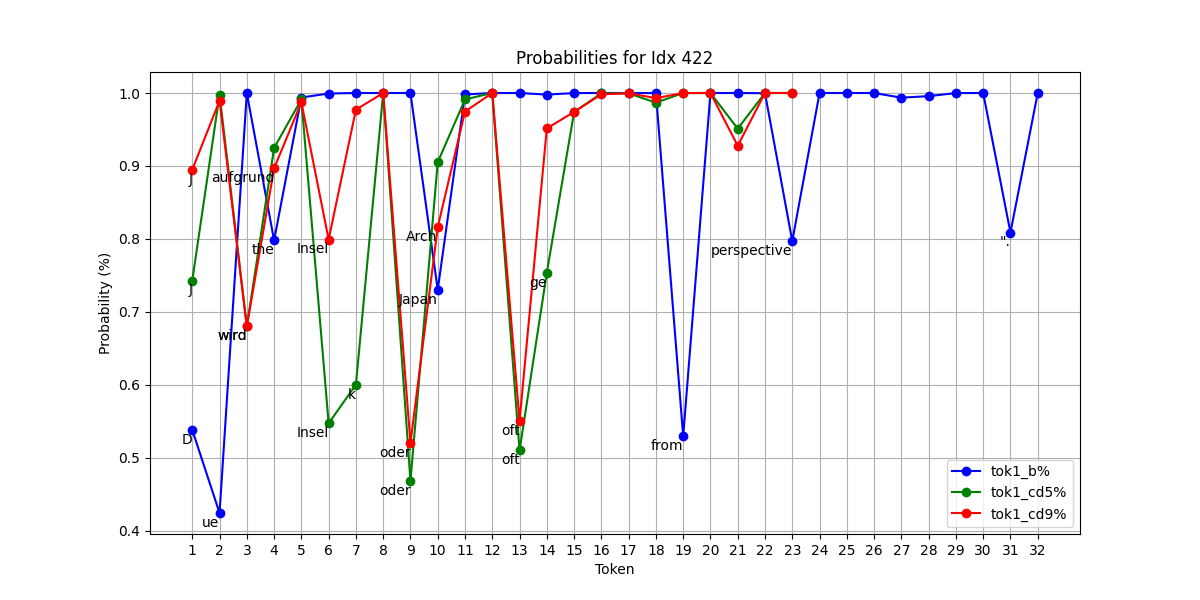 Probabilities for Idx 422
Probability (%)
1.0
0.9
0.8
0.7
0.6
0.5
0.4
J
J
D
ue
wird
aufgrund
the
Insel
Insel
k
oder
oder
Arch
Japan
oft
oft
ge
from
perspective
".
tok1_b%
tok1_cd5%
tok1_cd9%
1 2 3 4 5 6 7 8 9 10 11 12 13 14 15 16 17 18 19 20 21 22 23 24 25 26 27 28 29 30 31 32
Token